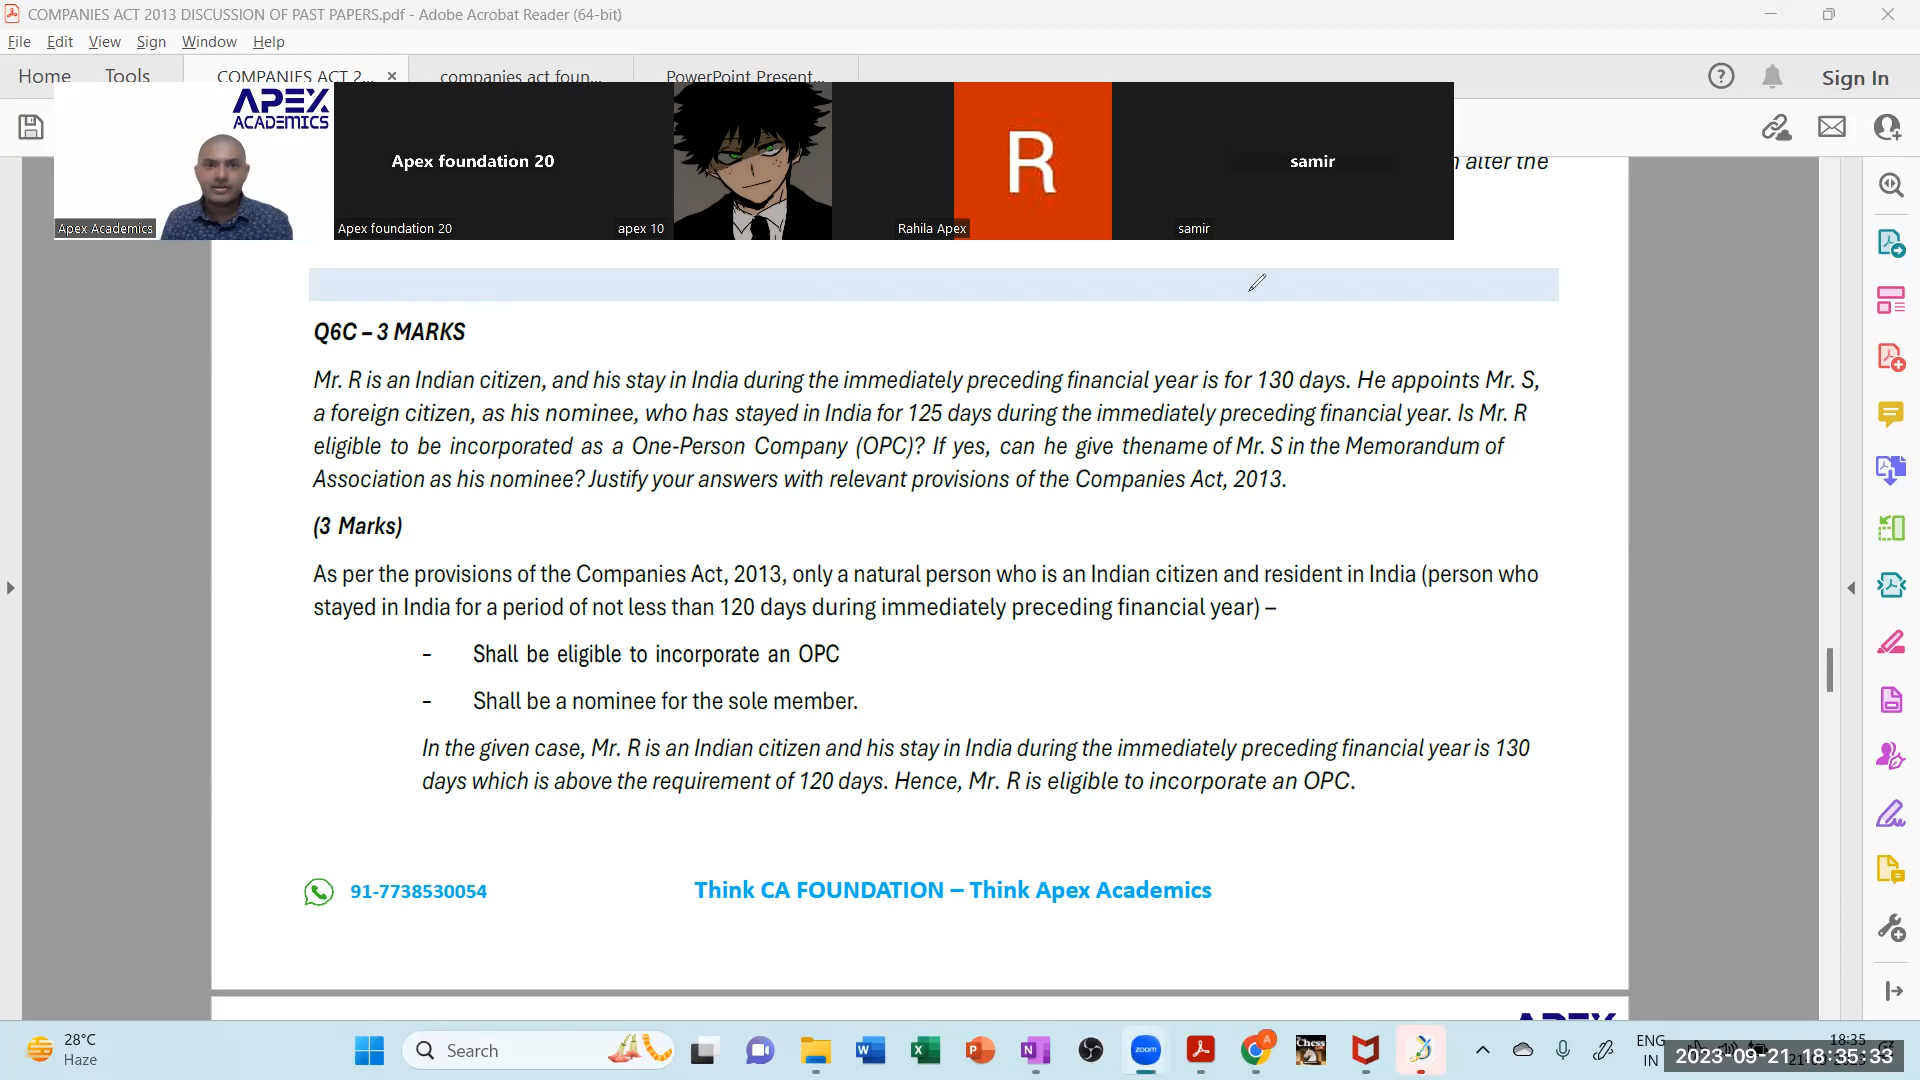 COMPANIES ACT 2013 DISCUSSION OF PAST PAPERS.pdf - Adobe Acrobat Reader (64-bit)
File Edit View Sign Window Help
Home Tools COMPANIES ACT 2... × companies act foun... PowerPoint Present... Sign In
APEX
ACADEMICS
Apex foundation 20
R
samir
Apex Academics
Apex foundation 20
apex 10
Rahila Apex
samir
alter the
Q6C – 3 MARKS
Mr. R is an Indian citizen, and his stay in India during the immediately preceding financial year is for 130 days. He appoints Mr. S,
a foreign citizen, as his nominee, who has stayed in India for 125 days during the immediately preceding financial year. Is Mr. R
eligible to be incorporated as a One-Person Company (OPC)? If yes, can he give thename of Mr. S in the Memorandum of
Association as his nominee? Justify your answers with relevant provisions of the Companies Act, 2013.
(3 Marks)
As per the provisions of the Companies Act, 2013, only a natural person who is an Indian citizen and resident in India (person who
stayed in India for a period of not less than 120 days during immediately preceding financial year) –
- Shall be eligible to incorporate an OPC
- Shall be a nominee for the sole member.
In the given case, Mr. R is an Indian citizen and his stay in India during the immediately preceding financial year is 130
days which is above the requirement of 120 days. Hence, Mr. R is eligible to incorporate an OPC.
91-7738530054 Think CA FOUNDATION – Think Apex Academics
28°C
Haze
Search
zoom
Chess
ENG
IN
18:35
2023-09-21 18:35:33